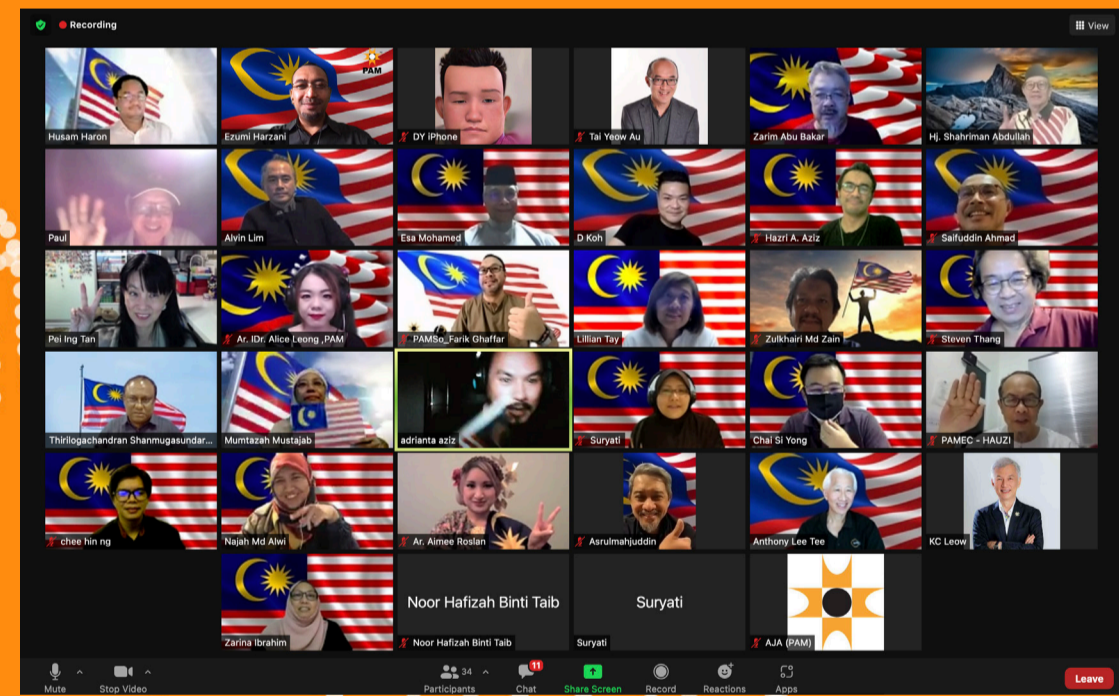 Recording
View
PAM
Husam Haron
Ezumi Harzani
DY iPhone
Tai Yeow Au
Zarim Abu Bakar
Hj. Shahriman Abdullah
Paul
Alvin Lim
Esa Mohamed
D Koh
Hazri A. Aziz
Saifuddin Ahmad
Pei Ing Tan
Ar. IDr. Alice Leong ,PAM
PAMSo_Farik Ghaffar
Lillian Tay
Zulkhairi Md Zain
Steven Thang
Thirilogachandran Shanmugasundar...
Mumtazah Mustajab
adrianta aziz
Suryati
Chai Si Yong
PAMEC - HAUZI
chee hin ng
Najah Md Alwi
Ar. Aimee Roslan
Asrulmahjuddin
Anthony Lee Tee
KC Leow
Zarina Ibrahim
Noor Hafizah Binti Taib
Noor Hafizah Binti Taib
Suryati
Suryati
AJA (PAM)
Mute
Stop Video
34
Participants
11
Chat
Share Screen
Record
Reactions
Apps
Leave